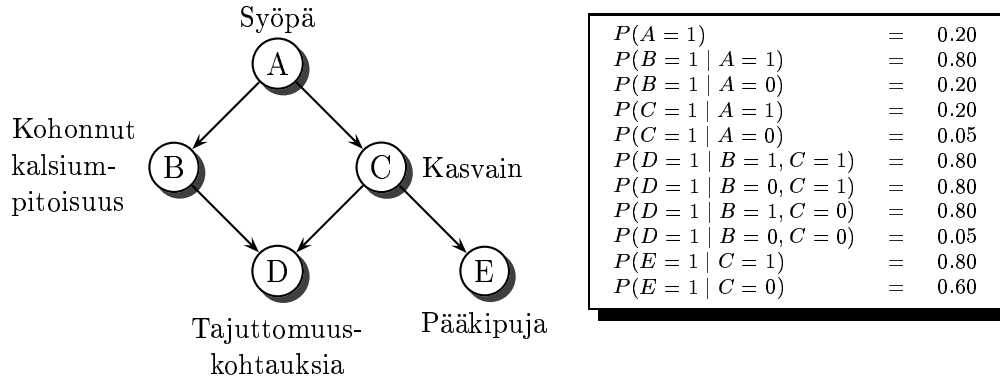 Syöpä
A
Kohonnut
kalsium-
pitoisuus
B
C
Kasvain
D
E
Tajuttomuus-
kohtauksia
Pääkipuja
P(A = 1) = 0.20
P(B = 1 | A = 1) = 0.80
P(B = 1 | A = 0) = 0.20
P(C = 1 | A = 1) = 0.20
P(C = 1 | A = 0) = 0.05
P(D = 1 | B = 1, C = 1) = 0.80
P(D = 1 | B = 0, C = 1) = 0.80
P(D = 1 | B = 1, C = 0) = 0.80
P(D = 1 | B = 0, C = 0) = 0.05
P(E = 1 | C = 1) = 0.80
P(E = 1 | C = 0) = 0.60